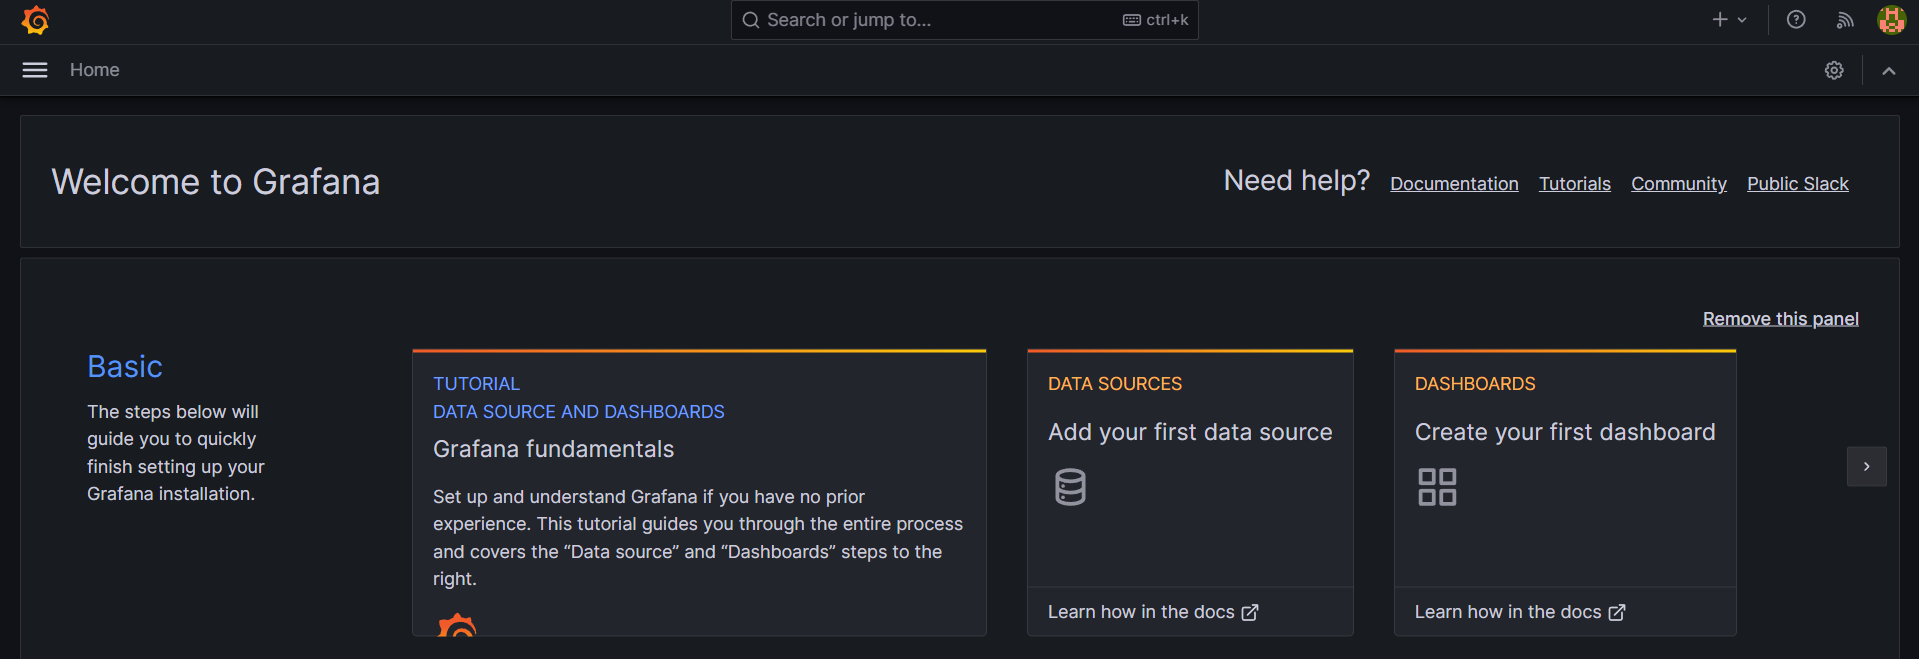 Search or jump to...
ctrl+k
Home
Welcome to Grafana
Need help?
Documentation
Tutorials
Community
Public Slack
Remove this panel
Basic
The steps below will
guide you to quickly
finish setting up your
Grafana installation.
TUTORIAL
DATA SOURCE AND DASHBOARDS
Grafana fundamentals
Set up and understand Grafana if you have no prior
experience. This tutorial guides you through the entire process
and covers the “Data source” and “Dashboards” steps to the
right.
DATA SOURCES
Add your first data source
Learn how in the docs
DASHBOARDS
Create your first dashboard
Learn how in the docs